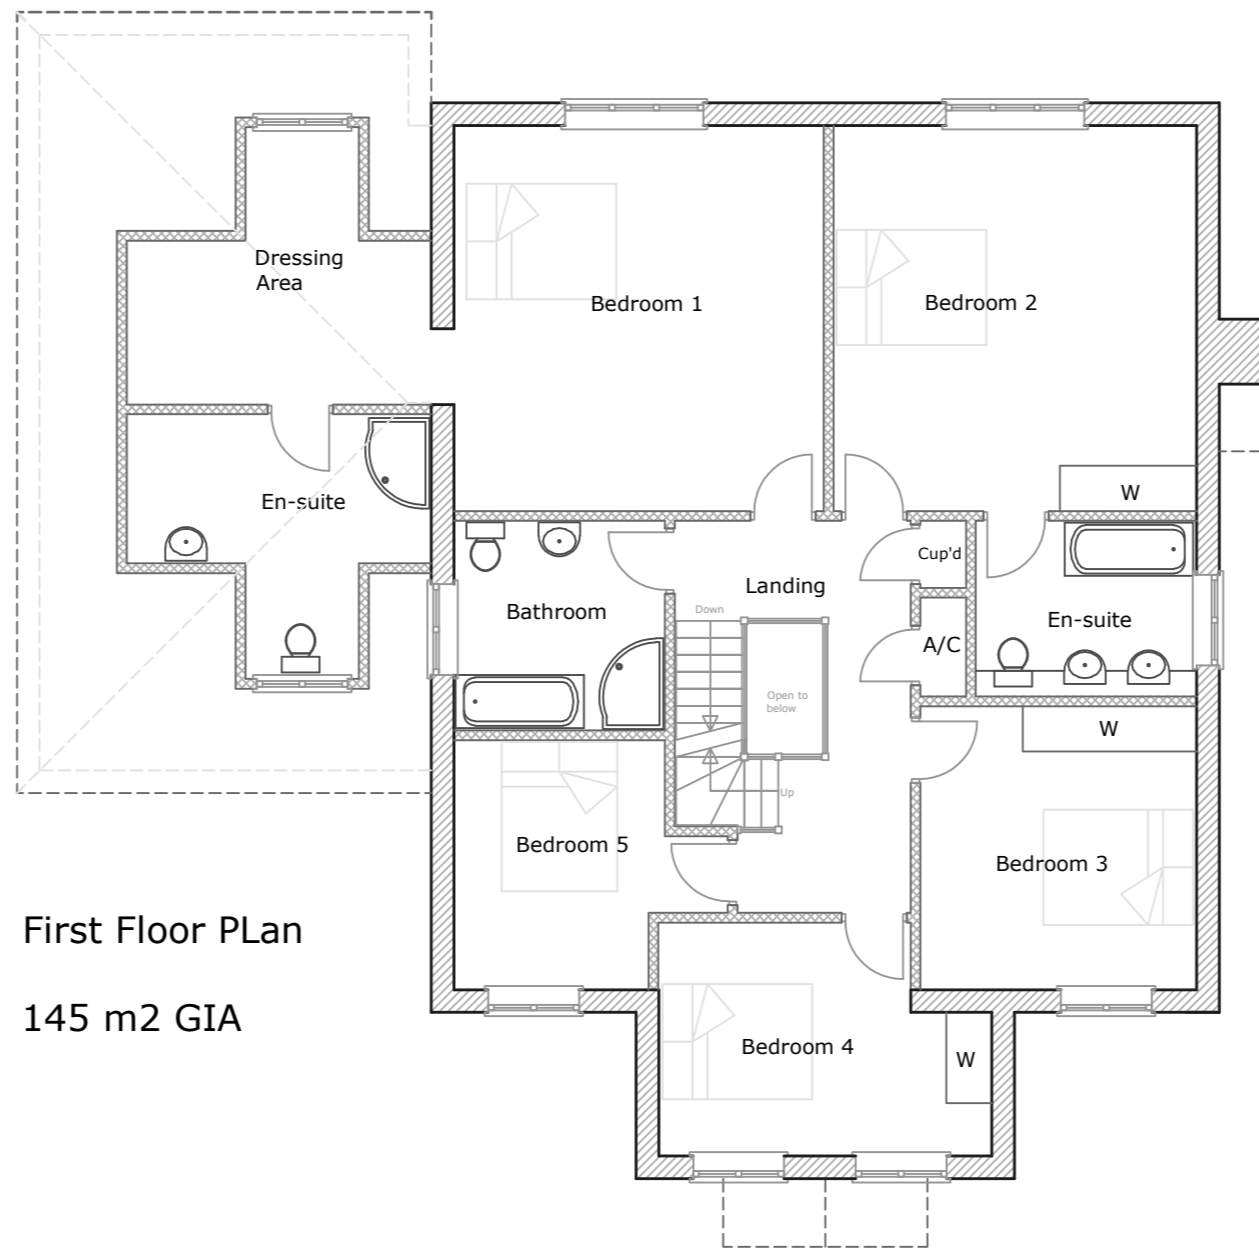 Dressing
Area
Bedroom 1
Bedroom 2
W
En-suite
Cup'd
Landing
Bathroom
Down
A/C
En-suite
Open to
below
W
Up
Bedroom 5
Bedroom 3
First Floor PLan
145 m2 GIA
Bedroom 4
W